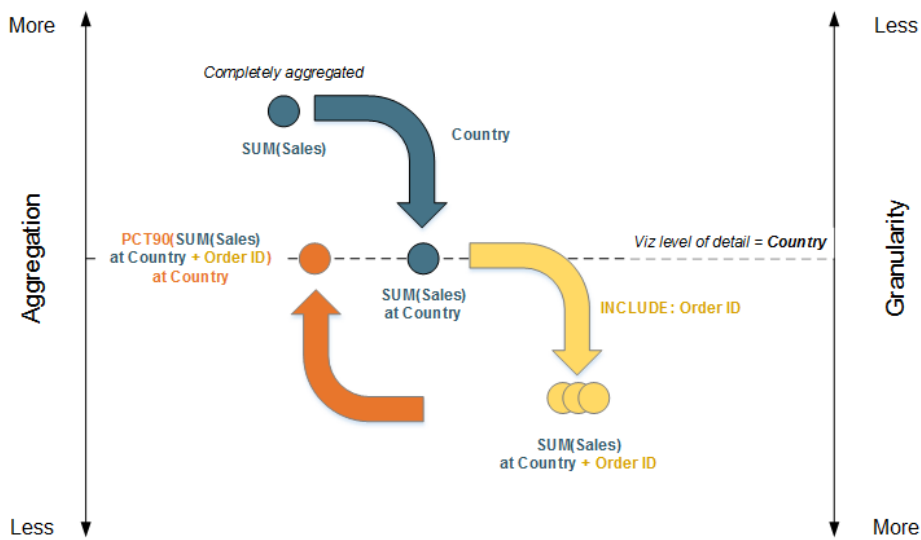 More
Less
Completely aggregated
SUM(Sales)
Country
Aggregation
Granularity
PCT90(SUM(Sales)
at Country + Order ID)
at Country
Viz level of detail = Country
SUM(Sales)
at Country
INCLUDE: Order ID
SUM(Sales)
at Country + Order ID
Less
More